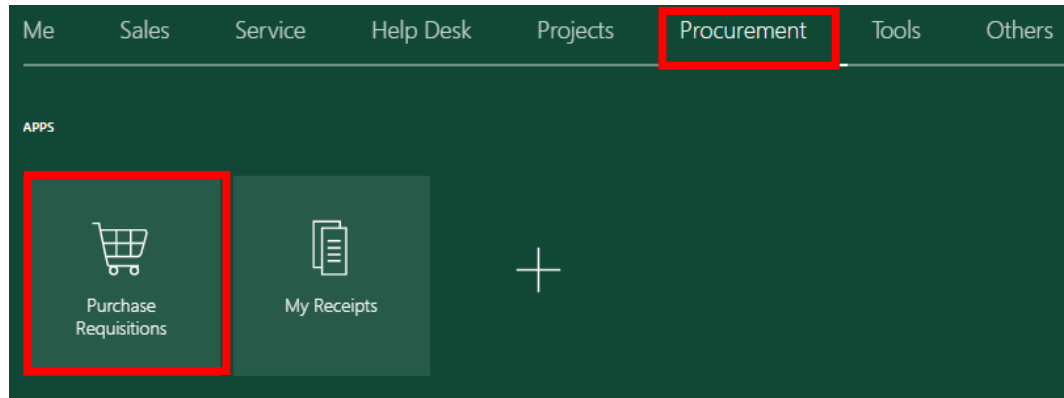 Me Sales Service Help Desk Projects Procurement Tools Others
APPS
Purchase
Requisitions
My Receipts